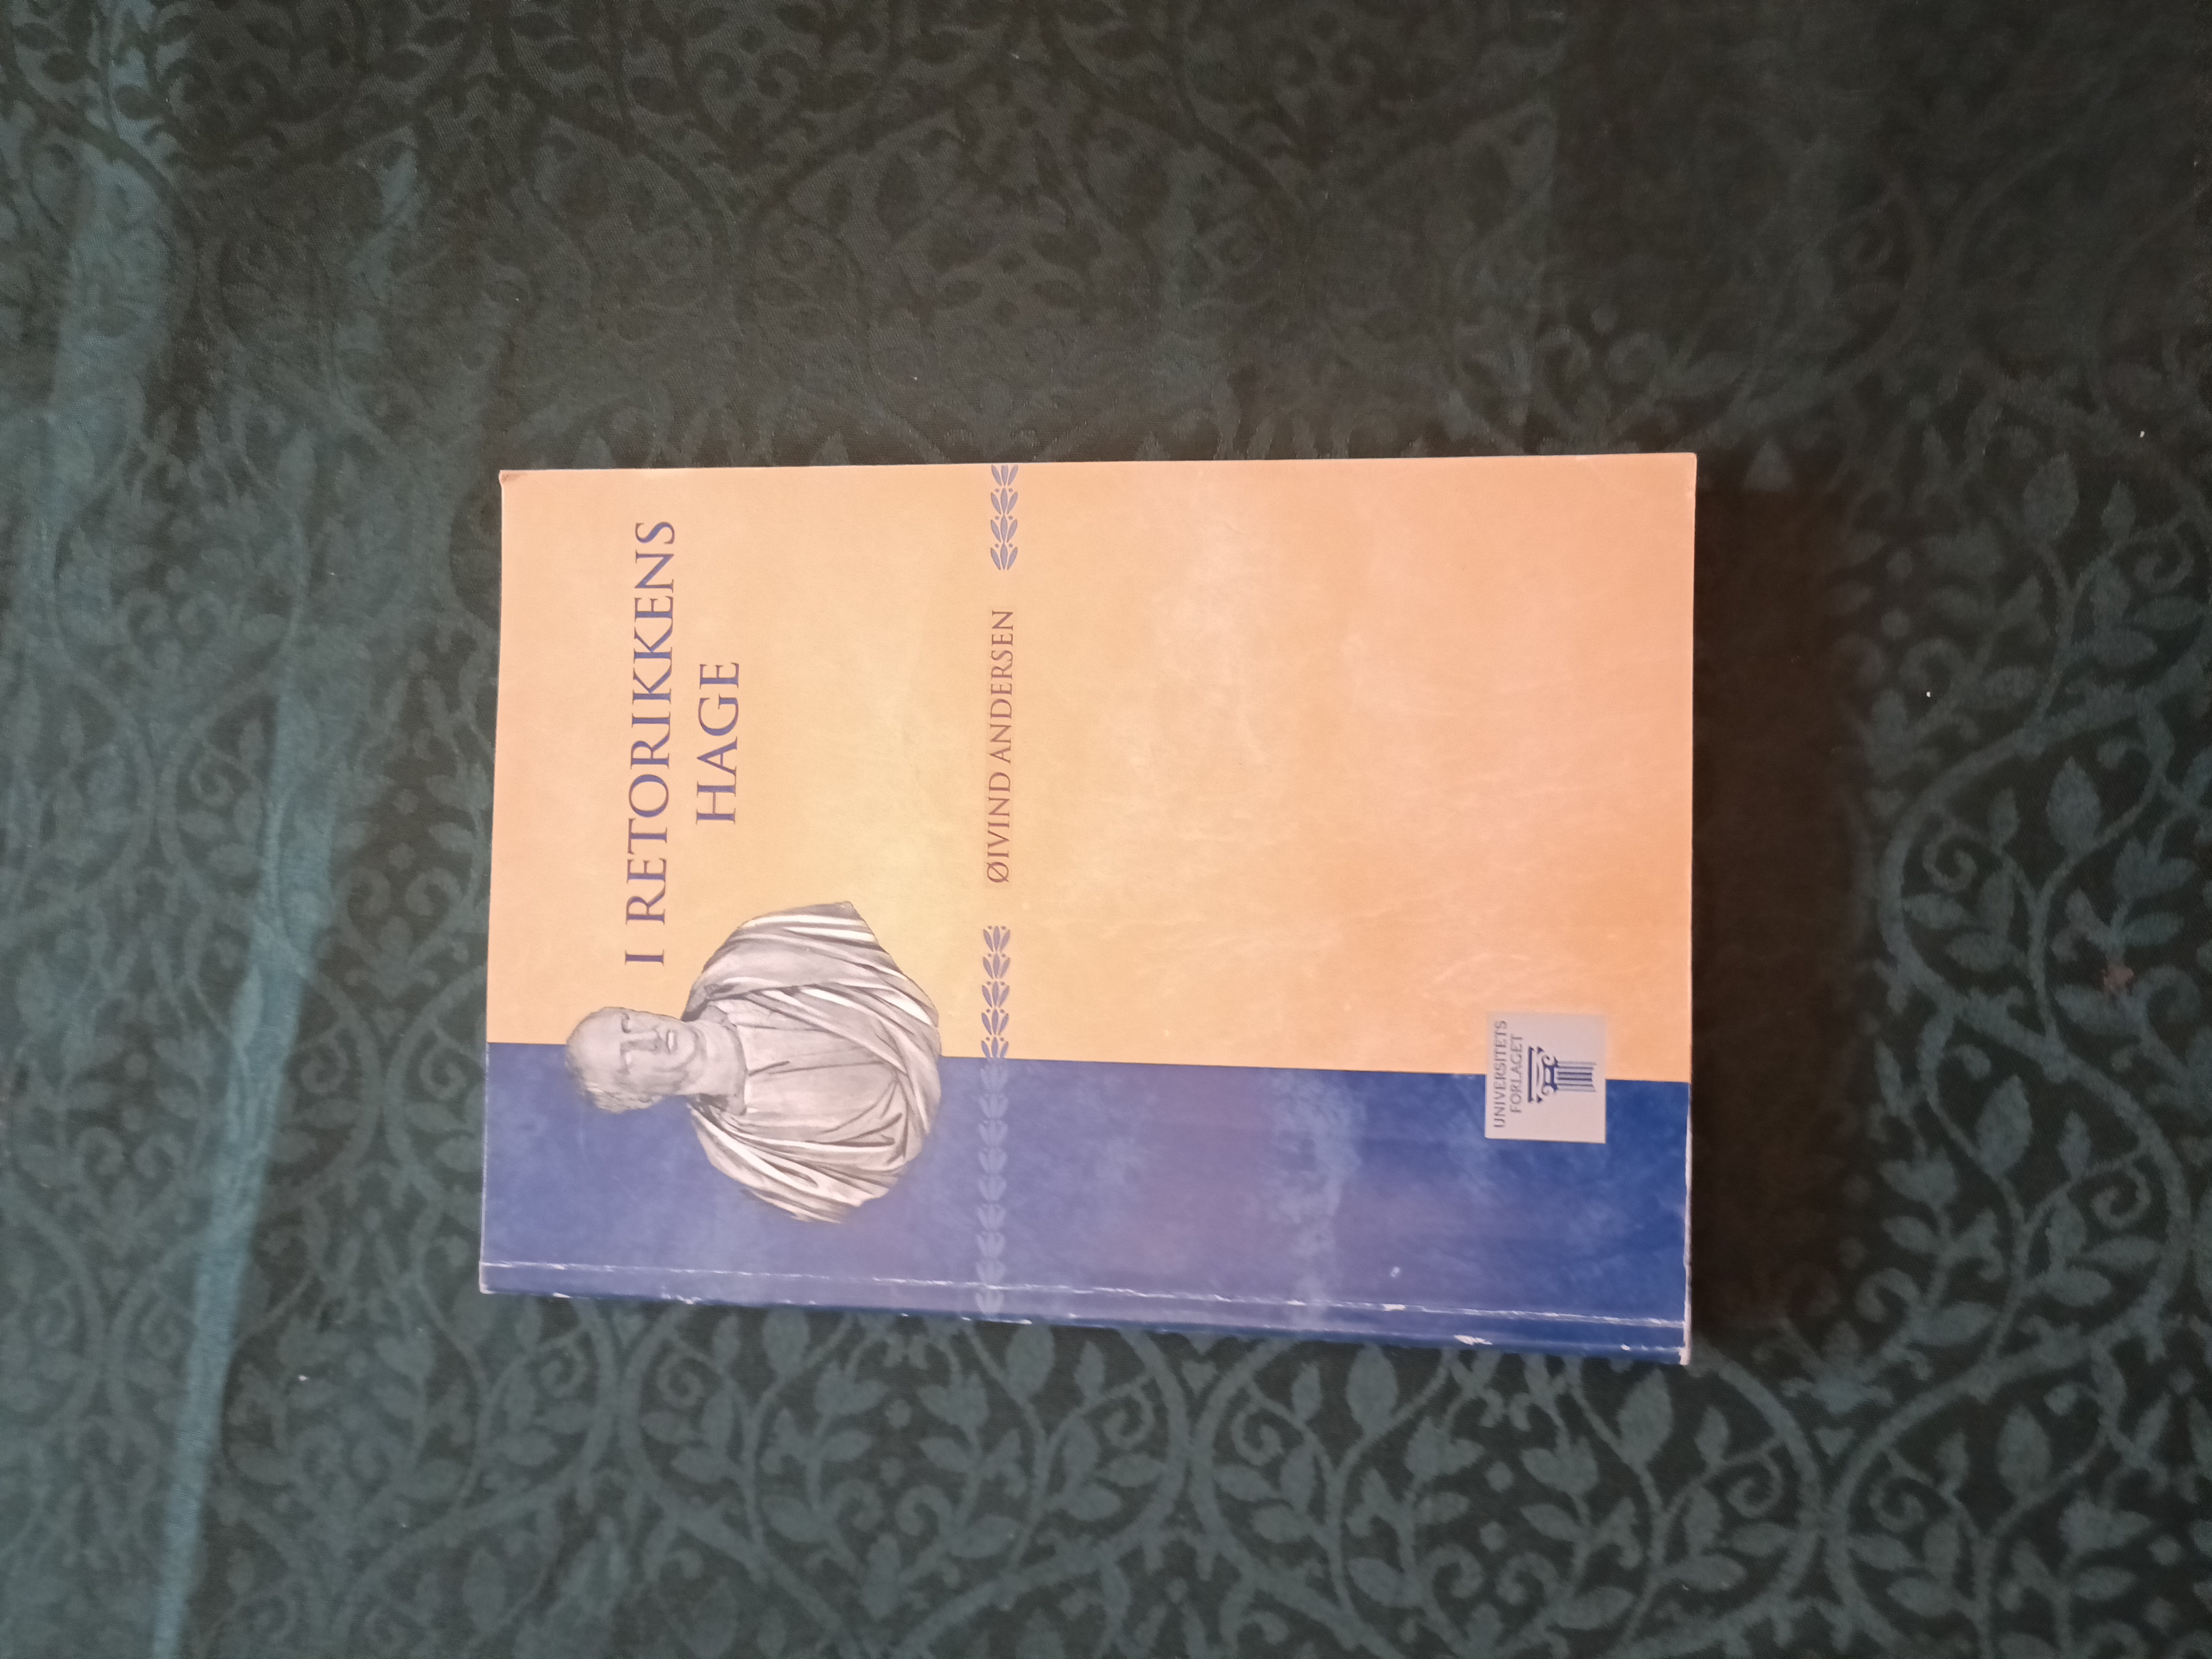 I RETORIKKENS
HAGE
ØIVIND ANDERSEN
UNIVERSITETS
FORLAGET